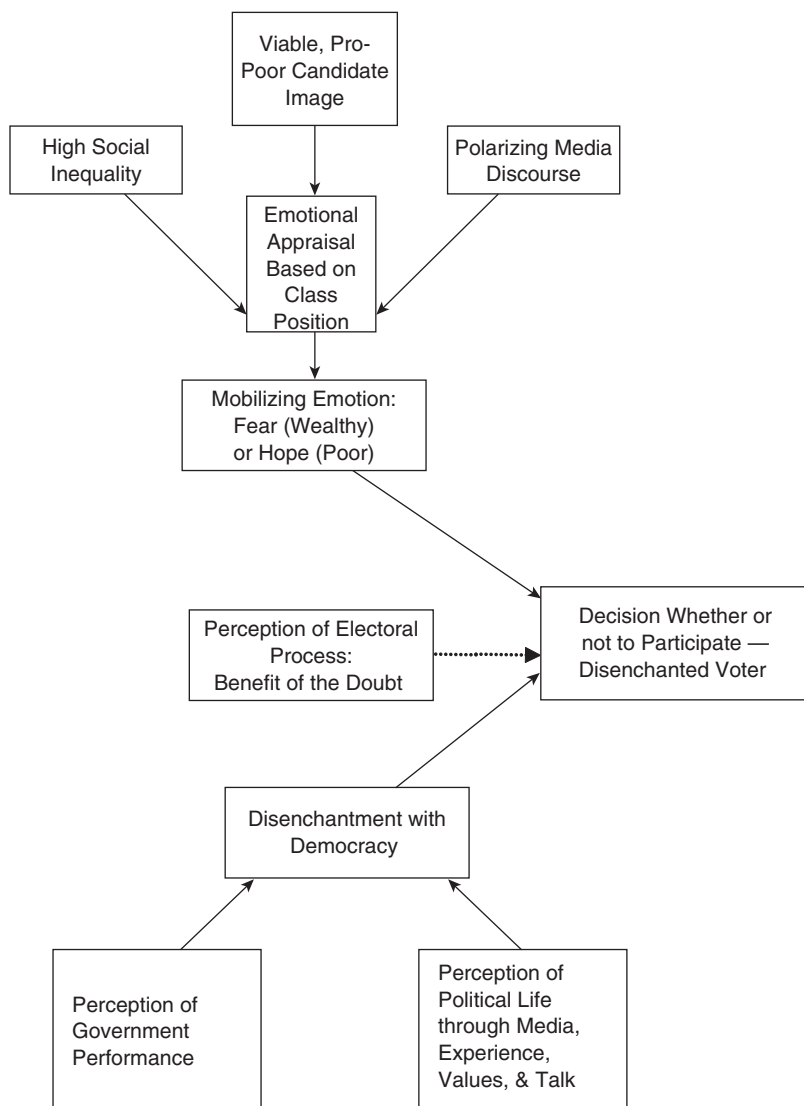 Viable, Pro-
Poor Candidate
Image
High Social
Inequality
Polarizing Media
Discourse
Emotional
Appraisal
Based on
Class
Position
Mobilizing Emotion:
Fear (Wealthy)
or Hope (Poor)
Perception of Electoral
Process:
Benefit of the Doubt
Decision Whether or
not to Participate —
Disenchanted Voter
Disenchantment with
Democracy
Perception of
Government
Performance
Perception of
Political Life
through Media,
Experience,
Values, & Talk